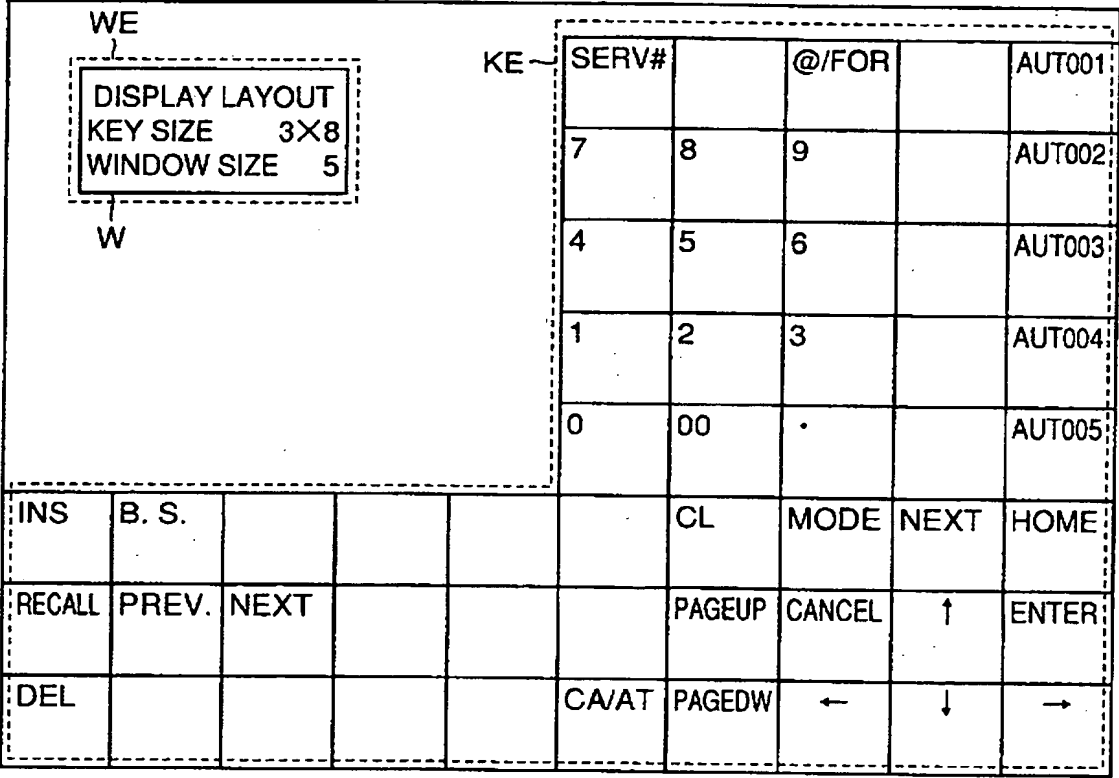 WE
DISPLAY LAYOUT
KEY SIZE 3×8
WINDOW SIZE 5
W
KE
SERV# @/FOR AUT001
7 8 9 AUT002
4 5 6 AUT003
1 2 3 AUT004
0 00 . AUT005
INS B. S. CL MODE NEXT HOME
RECALL PREV. NEXT PAGEUP CANCEL ↑ ENTER
DEL CA/AT PAGEDW ← ↓ →